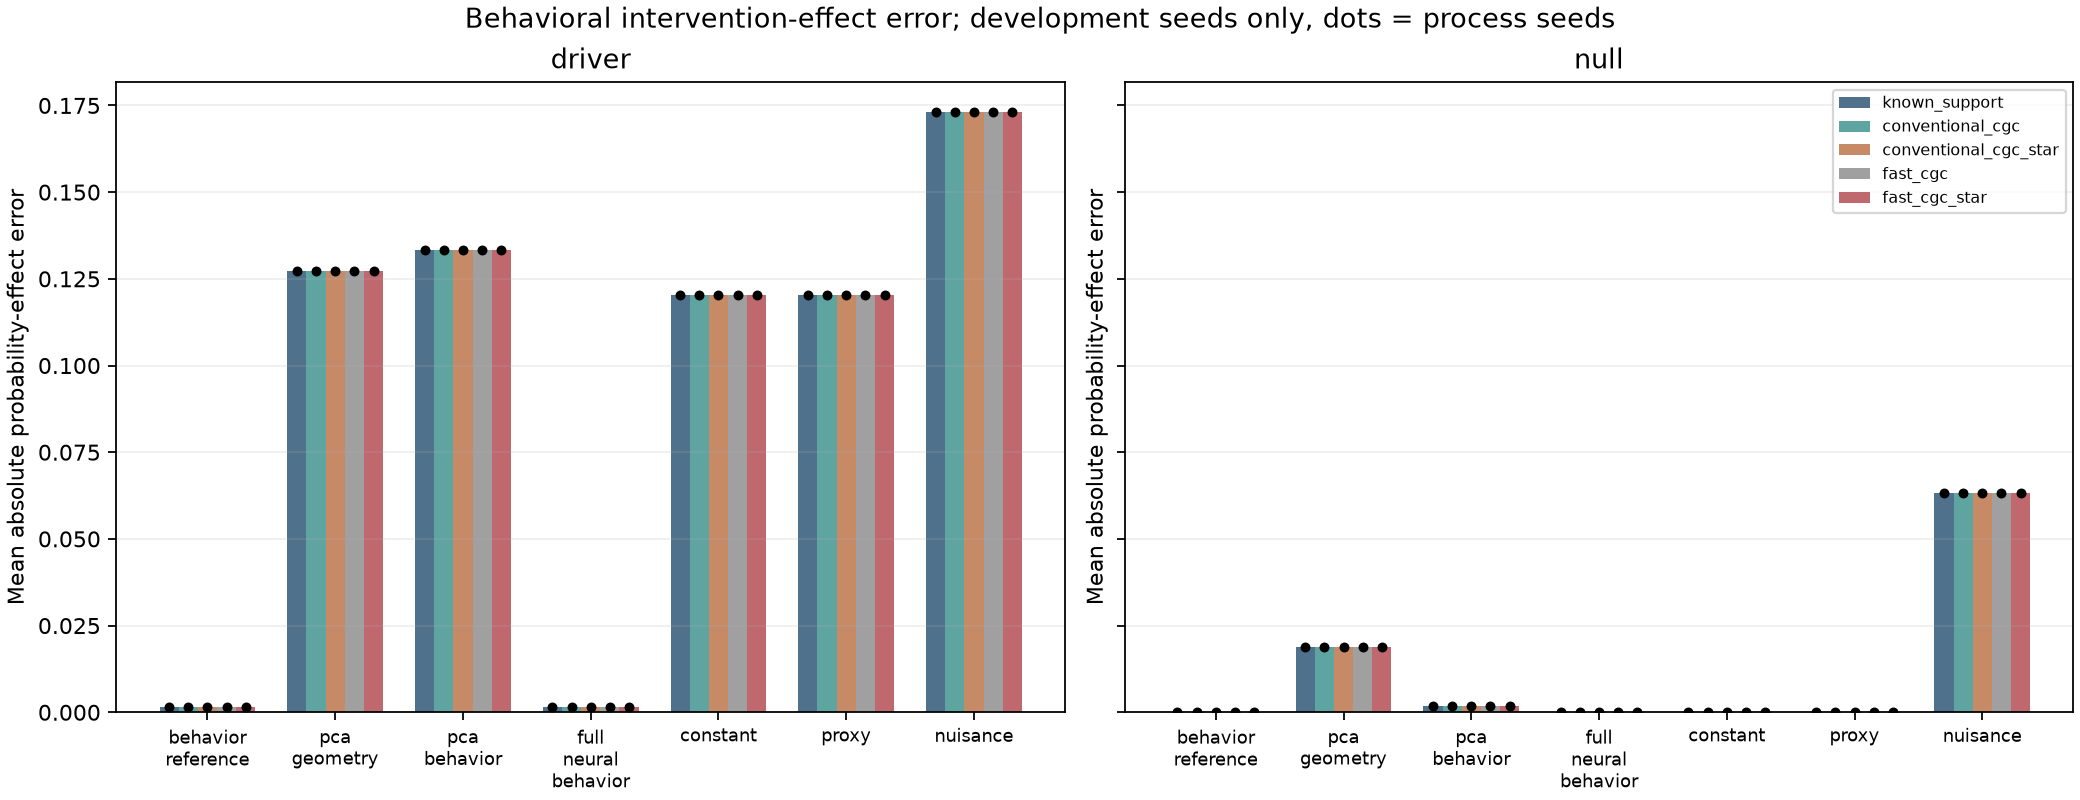 Behavioral intervention-effect error; development seeds only, dots = process seeds
driver
Mean absolute probability-effect error
0.175
0.150
0.125
0.100
0.075
0.050
0.025
0.000
behavior
reference
pca
geometry
pca
behavior
full
neural
behavior
constant
proxy
nuisance
null
Mean absolute probability-effect error
known_support
conventional_cgc
conventional_cgc_star
fast_cgc
fast_cgc_star
behavior
reference
pca
geometry
pca
behavior
full
neural
behavior
constant
proxy
nuisance